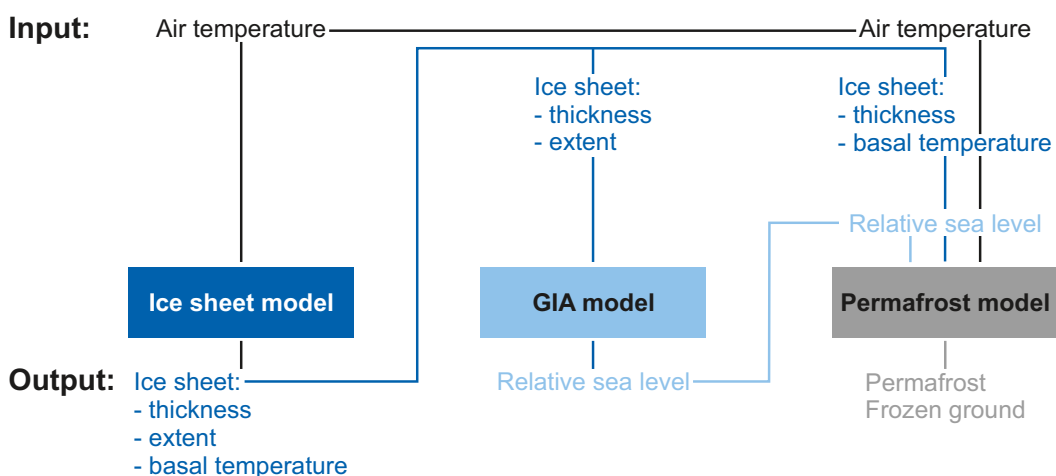 Input:
Air temperature
Air temperature
Ice sheet:
- thickness
- extent
Ice sheet:
- thickness
- basal temperature
Relative sea level
Ice sheet model
GIA model
Permafrost model
Output:
Ice sheet:
- thickness
- extent
- basal temperature
Relative sea level
Permafrost
Frozen ground